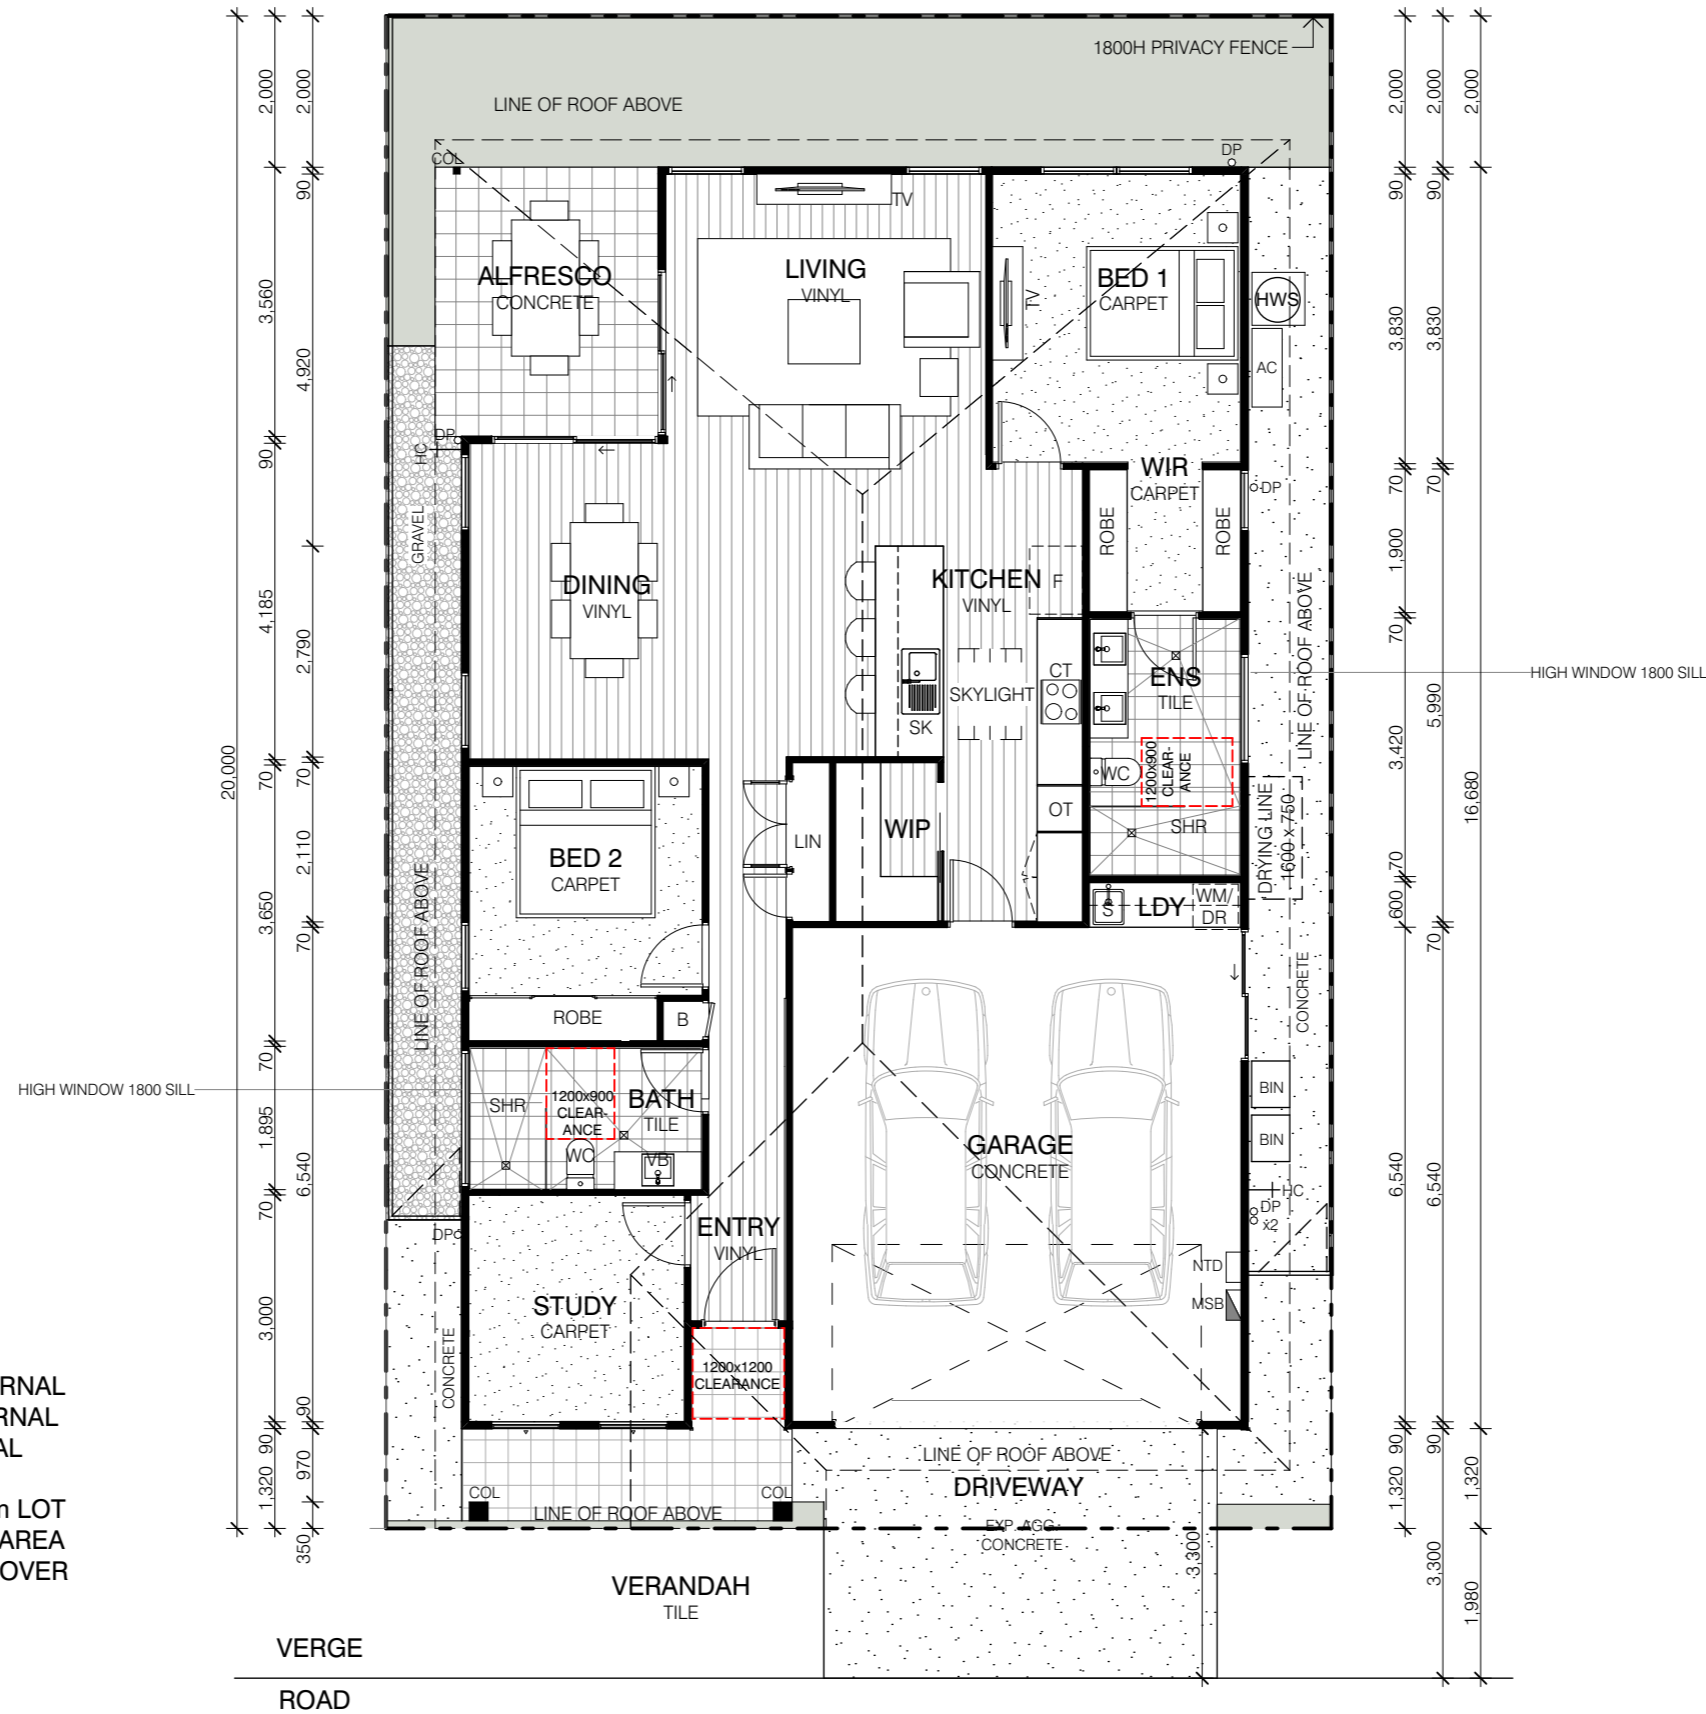 1800H PRIVACY FENCE
LINE OF ROOF ABOVE
2,000
2,000
2,000
2,000
2,000
COL
DP
TV
90
90
90
ALFRESCO
CONCRETE
LIVING
VINYL
TV
BED 1
CARPET
HWS
AC
3,560
4,920
3,830
3,830
DP
HC
90
GRAVEL
WIR
CARPET
ROBE
ROBE
DP
70
70
DINING
VINYL
KITCHEN
VINYL
F
1,900
4,185
2,790
LINE OF ROOF ABOVE
70
CT
SKYLIGHT
SK
ENS
TILE
HIGH WINDOW 1800 SILL
5,990
3,420
WC
1200x900
CLEAR-
ANCE
OT
SHR
20,000
70
70
16,680
DRYING LINE
1600 x 750
LIN
WIP
BED 2
CARPET
2,110
3,650
70
LINE OF ROOF ABOVE
S
LDY
WM/
DR
70
600
70
CONCRETE
ROBE
B
70
HIGH WINDOW 1800 SILL
SHR
1200x900
CLEAR-
ANCE
BATH
TILE
WC
VB
1,895
6,540
BIN
BIN
GARAGE
CONCRETE
6,540
6,540
HC
DP
x2
70
DP
ENTRY
VINYL
NTD
MSB
STUDY
CARPET
3,000
CONCRETE
1200x1200
CLEARANCE
RNAL
RNAL
AL
n LOT
AREA
OVER
90
90
90
90
1,320
970
350
COL
COL
LINE OF ROOF ABOVE
LINE OF ROOF ABOVE
DRIVEWAY
EXP. AGG.
CONCRETE
1,320
1,320
3,300
3,300
1,980
VERANDAH
TILE
VERGE
ROAD